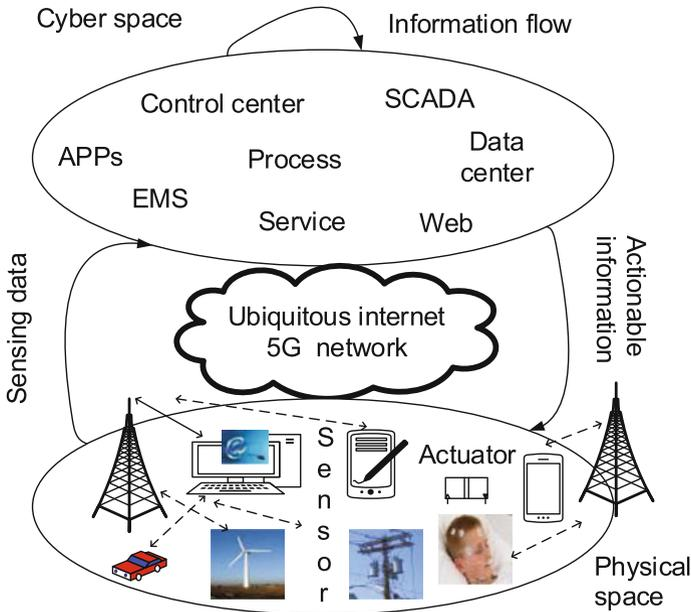 Cyber space
Information flow
Control center
SCADA
APPs
Process
Data
center
EMS
Service
Web
Sensing data
Ubiquitous internet
5G network
Actionable
information
Sensor
Actuator
Physical
space